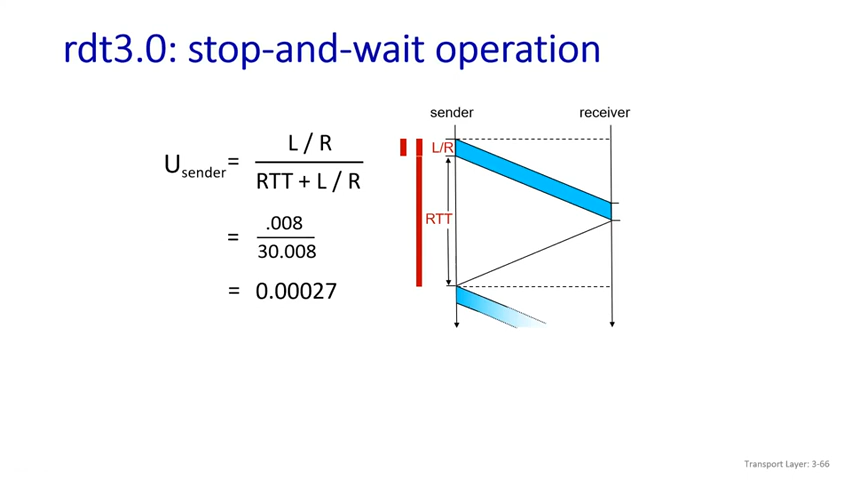 rdt3.0: stop-and-wait operation
sender
receiver
U sender =
L / R
RTT + L / R
L/R
=
.008
30.008
RTT
= 0.00027
Transport Layer: 3-66